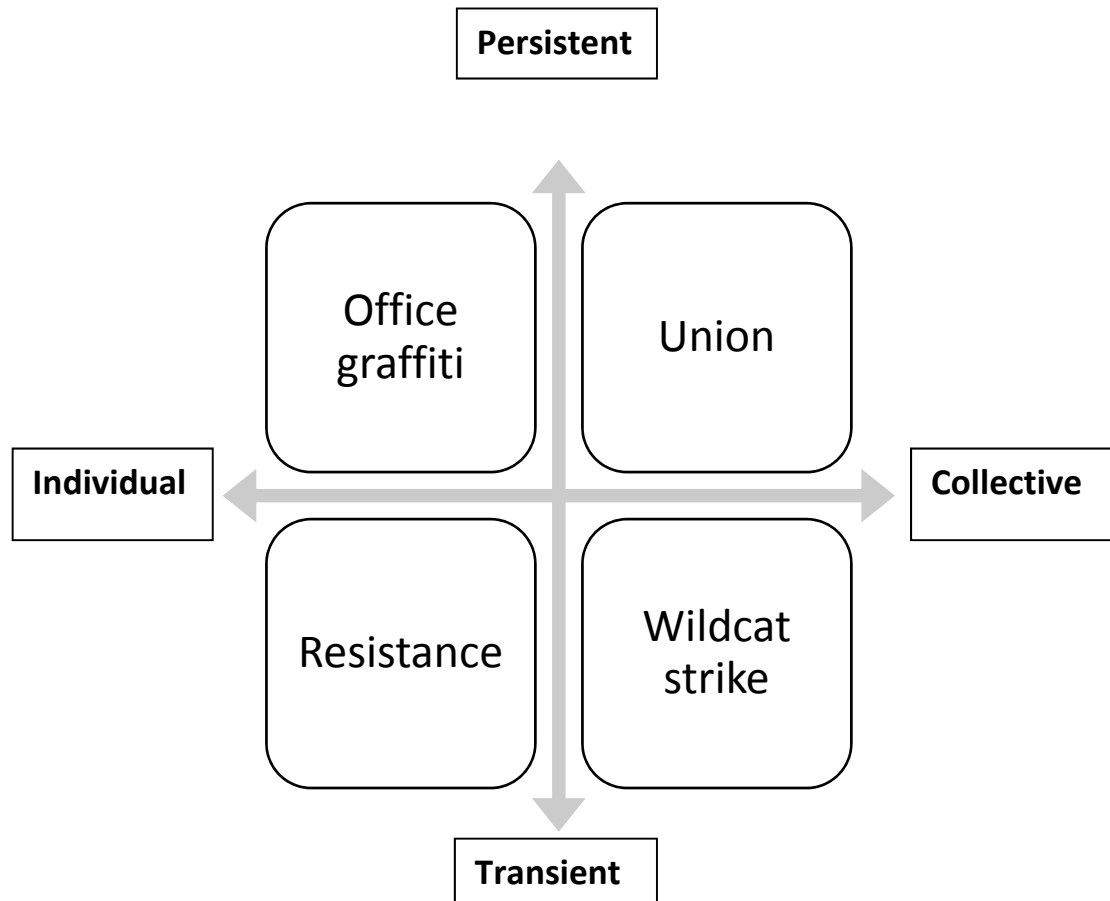 Persistent
Office
graffiti
Union
Individual
Collective
Resistance
Wildcat
strike
Transient